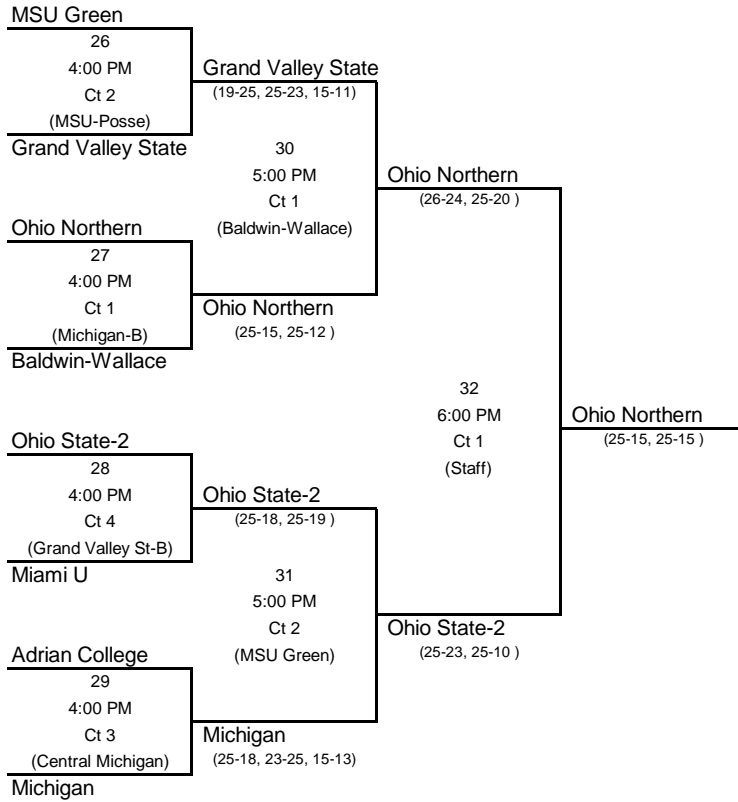 MSU Green
26
4:00 PM
Ct 2
(MSU-Posse)
Grand Valley State
Ohio Northern
27
4:00 PM
Ct 1
(Michigan-B)
Baldwin-Wallace
Ohio State-2
28
4:00 PM
Ct 4
(Grand Valley St-B)
Miami U
Adrian College
29
4:00 PM
Ct 3
(Central Michigan)
Michigan
Grand Valley State
(19-25, 25-23, 15-11)
30
5:00 PM
Ct 1
(Baldwin-Wallace)
Ohio Northern
(25-15, 25-12 )
Ohio State-2
(25-18, 25-19 )
31
5:00 PM
Ct 2
(MSU Green)
Michigan
(25-18, 23-25, 15-13)
Ohio Northern
(26-24, 25-20 )
32
6:00 PM
Ct 1
(Staff)
Ohio State-2
(25-23, 25-10 )
Ohio Northern
(25-15, 25-15 )